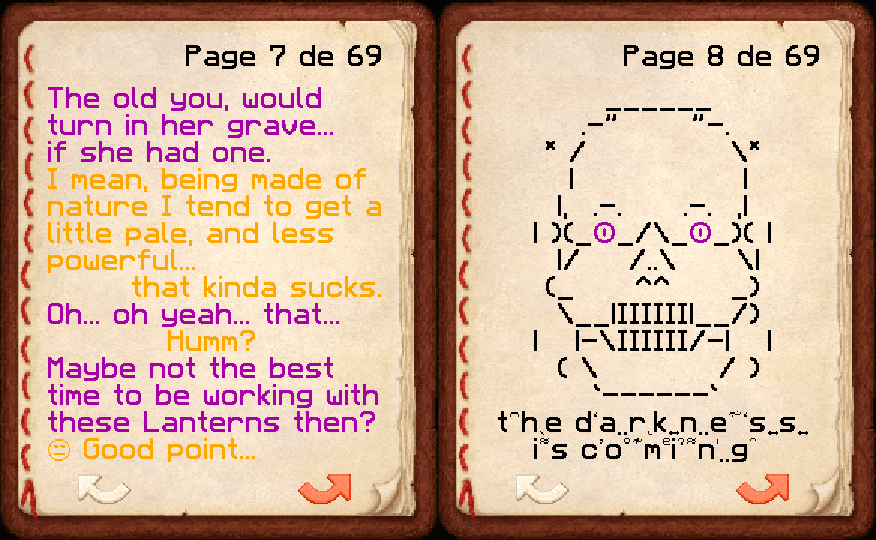 Page 7 de 69
The old you, would
turn in her grave...
if she had one.
I mean, being made of
nature I tend to get a
little pale, and less
powerful...
that kinda sucks.
Oh... oh yeah... that...
Humm?
Maybe not the best
time to be working with
these Lanterns then?
😒 Good point...
Page 8 de 69
the darkness
is coming